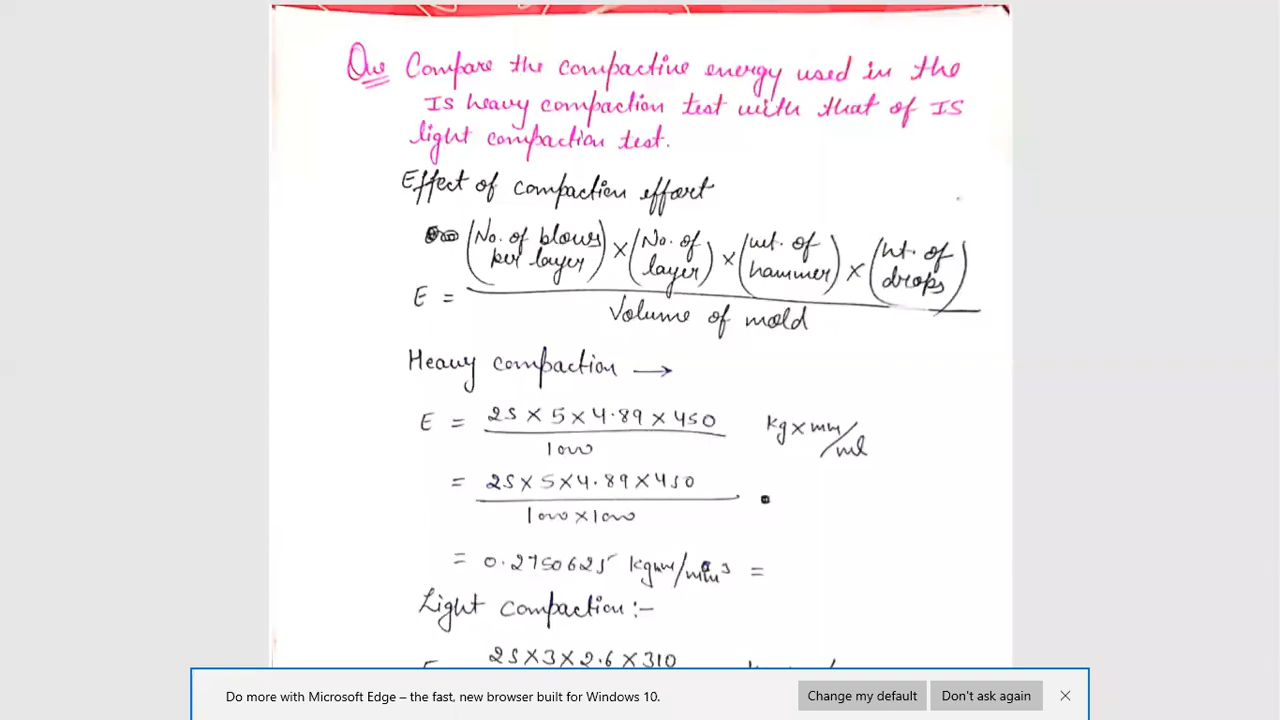 Que Compare the compactive energy used in the
IS heavy compaction test with that of IS
light compaction test.
Effect of compaction effort
E = (No. of blows per layer) × (No. of layer) × (wt. of hammer) × (ht. of drops)
Volume of mold
Heavy compaction →
E = 25 × 5 × 4.89 × 450 kg×mm/ml
1000
= 25 × 5 × 4.89 × 450
1000 × 1000
= 0.2750625 kgmm/mm³ =
Light compaction :-
25×3×2.6×310
Do more with Microsoft Edge – the fast, new browser built for Windows 10.
Change my default
Don't ask again